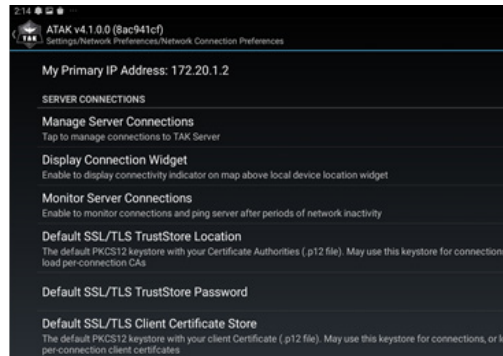 2:14
ATAK v4.1.0.0 (8ac941cf)
TAK
Settings/Network Preferences/Network Connection Preferences
My Primary IP Address: 172.20.1.2
SERVER CONNECTIONS
Manage Server Connections
Tap to manage connections to TAK Server
Display Connection Widget
Enable to display connectivity indicator on map above local device location widget
Monitor Server Connections
Enable to monitor connections and ping server after periods of network inactivity
Default SSL/TLS TrustStore Location
The default PKCS12 keystore with your Certificate Authorities (.p12 file). May use this keystore for connections
load per-connection CAs
Default SSL/TLS TrustStore Password
Default SSL/TLS Client Certificate Store
The default PKCS12 keystore with your client Certificate (.p12 file). May use this keystore for connections, or
per-connection client certifcates